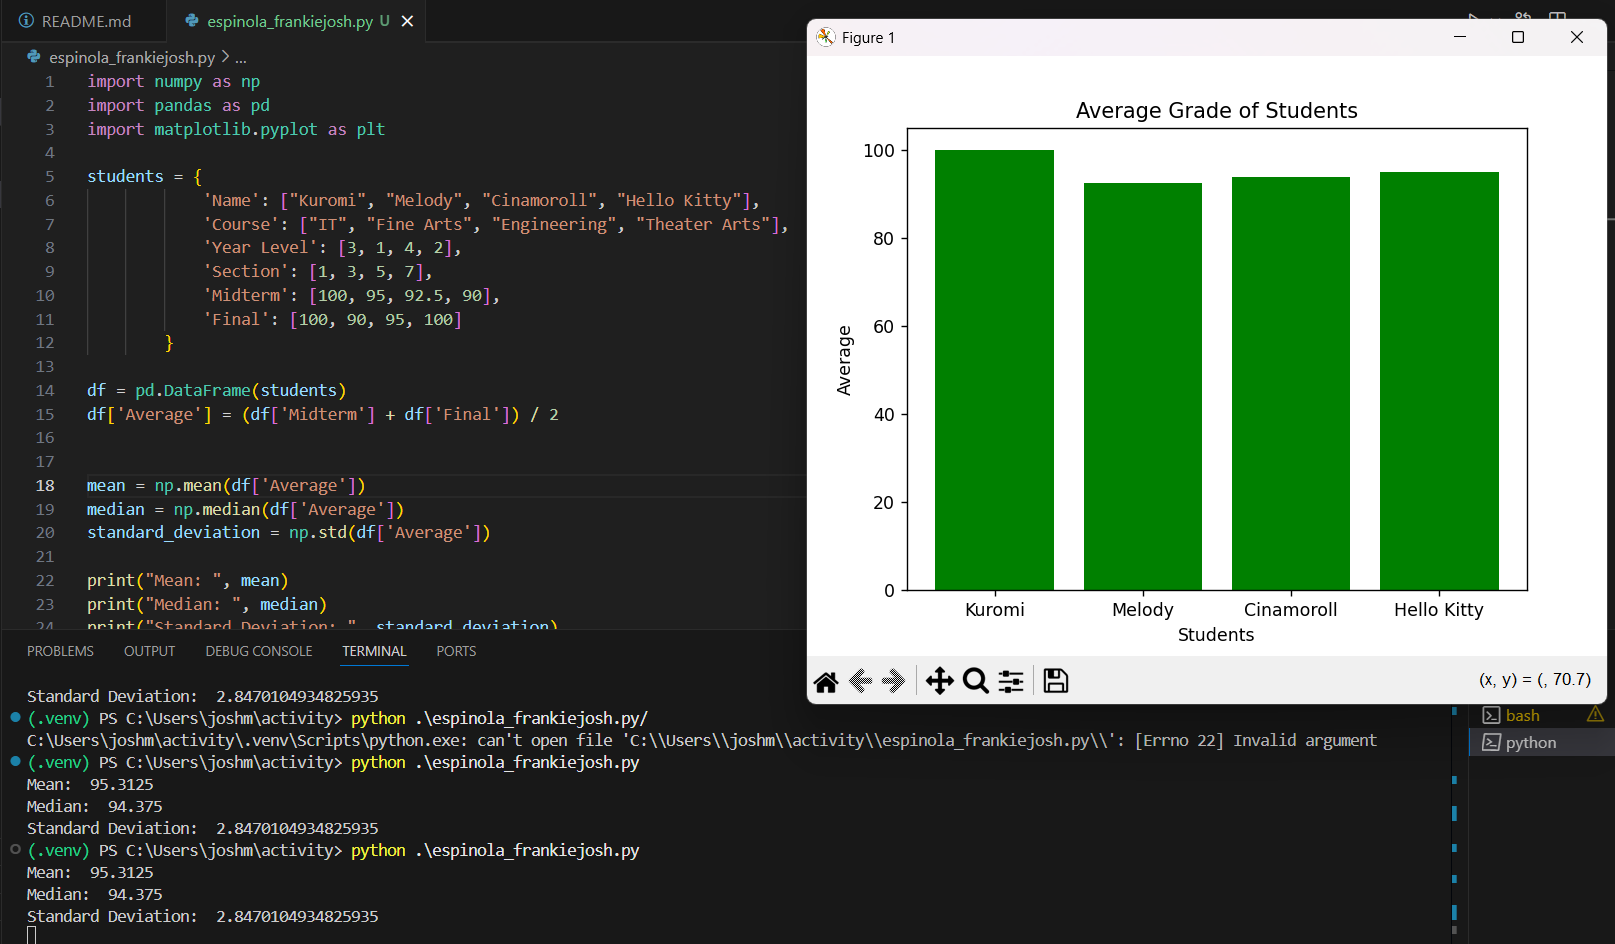 README.md
espinola_frankiejosh.py U
espinola_frankiejosh.py > ...
1 import numpy as np
2 import pandas as pd
3 import matplotlib.pyplot as plt
4
5 students = {
6 'Name': ["Kuromi", "Melody", "Cinamoroll", "Hello Kitty"],
7 'Course': ["IT", "Fine Arts", "Engineering", "Theater Arts"],
8 'Year Level': [3, 1, 4, 2],
9 'Section': [1, 3, 5, 7],
10 'Midterm': [100, 95, 92.5, 90],
11 'Final': [100, 90, 95, 100]
12 }
13
14 df = pd.DataFrame(students)
15 df['Average'] = (df['Midterm'] + df['Final']) / 2
16
17
18 mean = np.mean(df['Average'])
19 median = np.median(df['Average'])
20 standard_deviation = np.std(df['Average'])
21
22 print("Mean: ", mean)
23 print("Median: ", median)
24 print("Standard Deviation: ", standard_deviation)
Figure 1
Average Grade of Students
100
80
60
40
20
0
Average
Kuromi Melody Cinamoroll Hello Kitty
Students
(x, y) = (, 70.7)
PROBLEMS OUTPUT DEBUG CONSOLE TERMINAL PORTS
Standard Deviation:  2.8470104934825935
(.venv) PS C:\Users\joshm\activity> python .\espinola_frankiejosh.py/
C:\Users\joshm\activity\.venv\Scripts\python.exe: can't open file 'C:\\Users\\joshm\\activity\\espinola_frankiejosh.py\\': [Errno 22] Invalid argument
(.venv) PS C:\Users\joshm\activity> python .\espinola_frankiejosh.py
Mean:  95.3125
Median:  94.375
Standard Deviation:  2.8470104934825935
(.venv) PS C:\Users\joshm\activity> python .\espinola_frankiejosh.py
Mean:  95.3125
Median:  94.375
Standard Deviation:  2.8470104934825935
bash
python